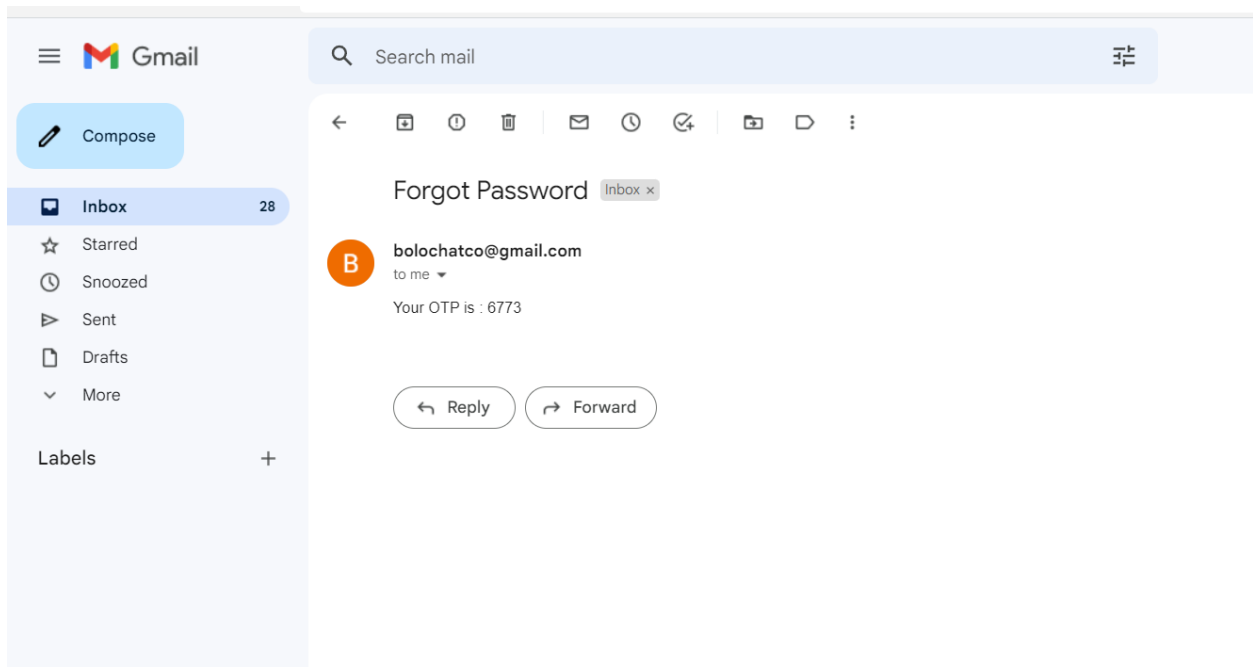 Gmail
Search mail
Compose
Inbox 28
Starred
Snoozed
Sent
Drafts
More
Labels
Forgot Password Inbox ×
B
bolochatco@gmail.com
to me
Your OTP is : 6773
Reply Forward